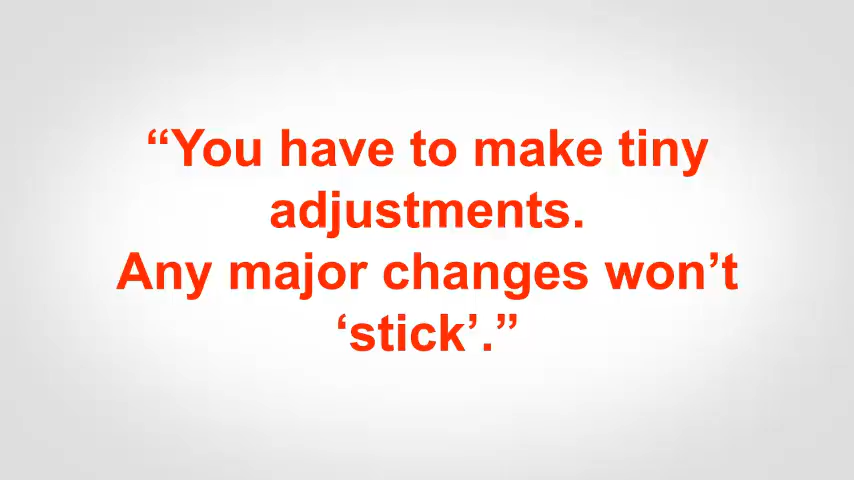 “You have to make tiny
adjustments.
Any major changes won’t
‘stick’.”